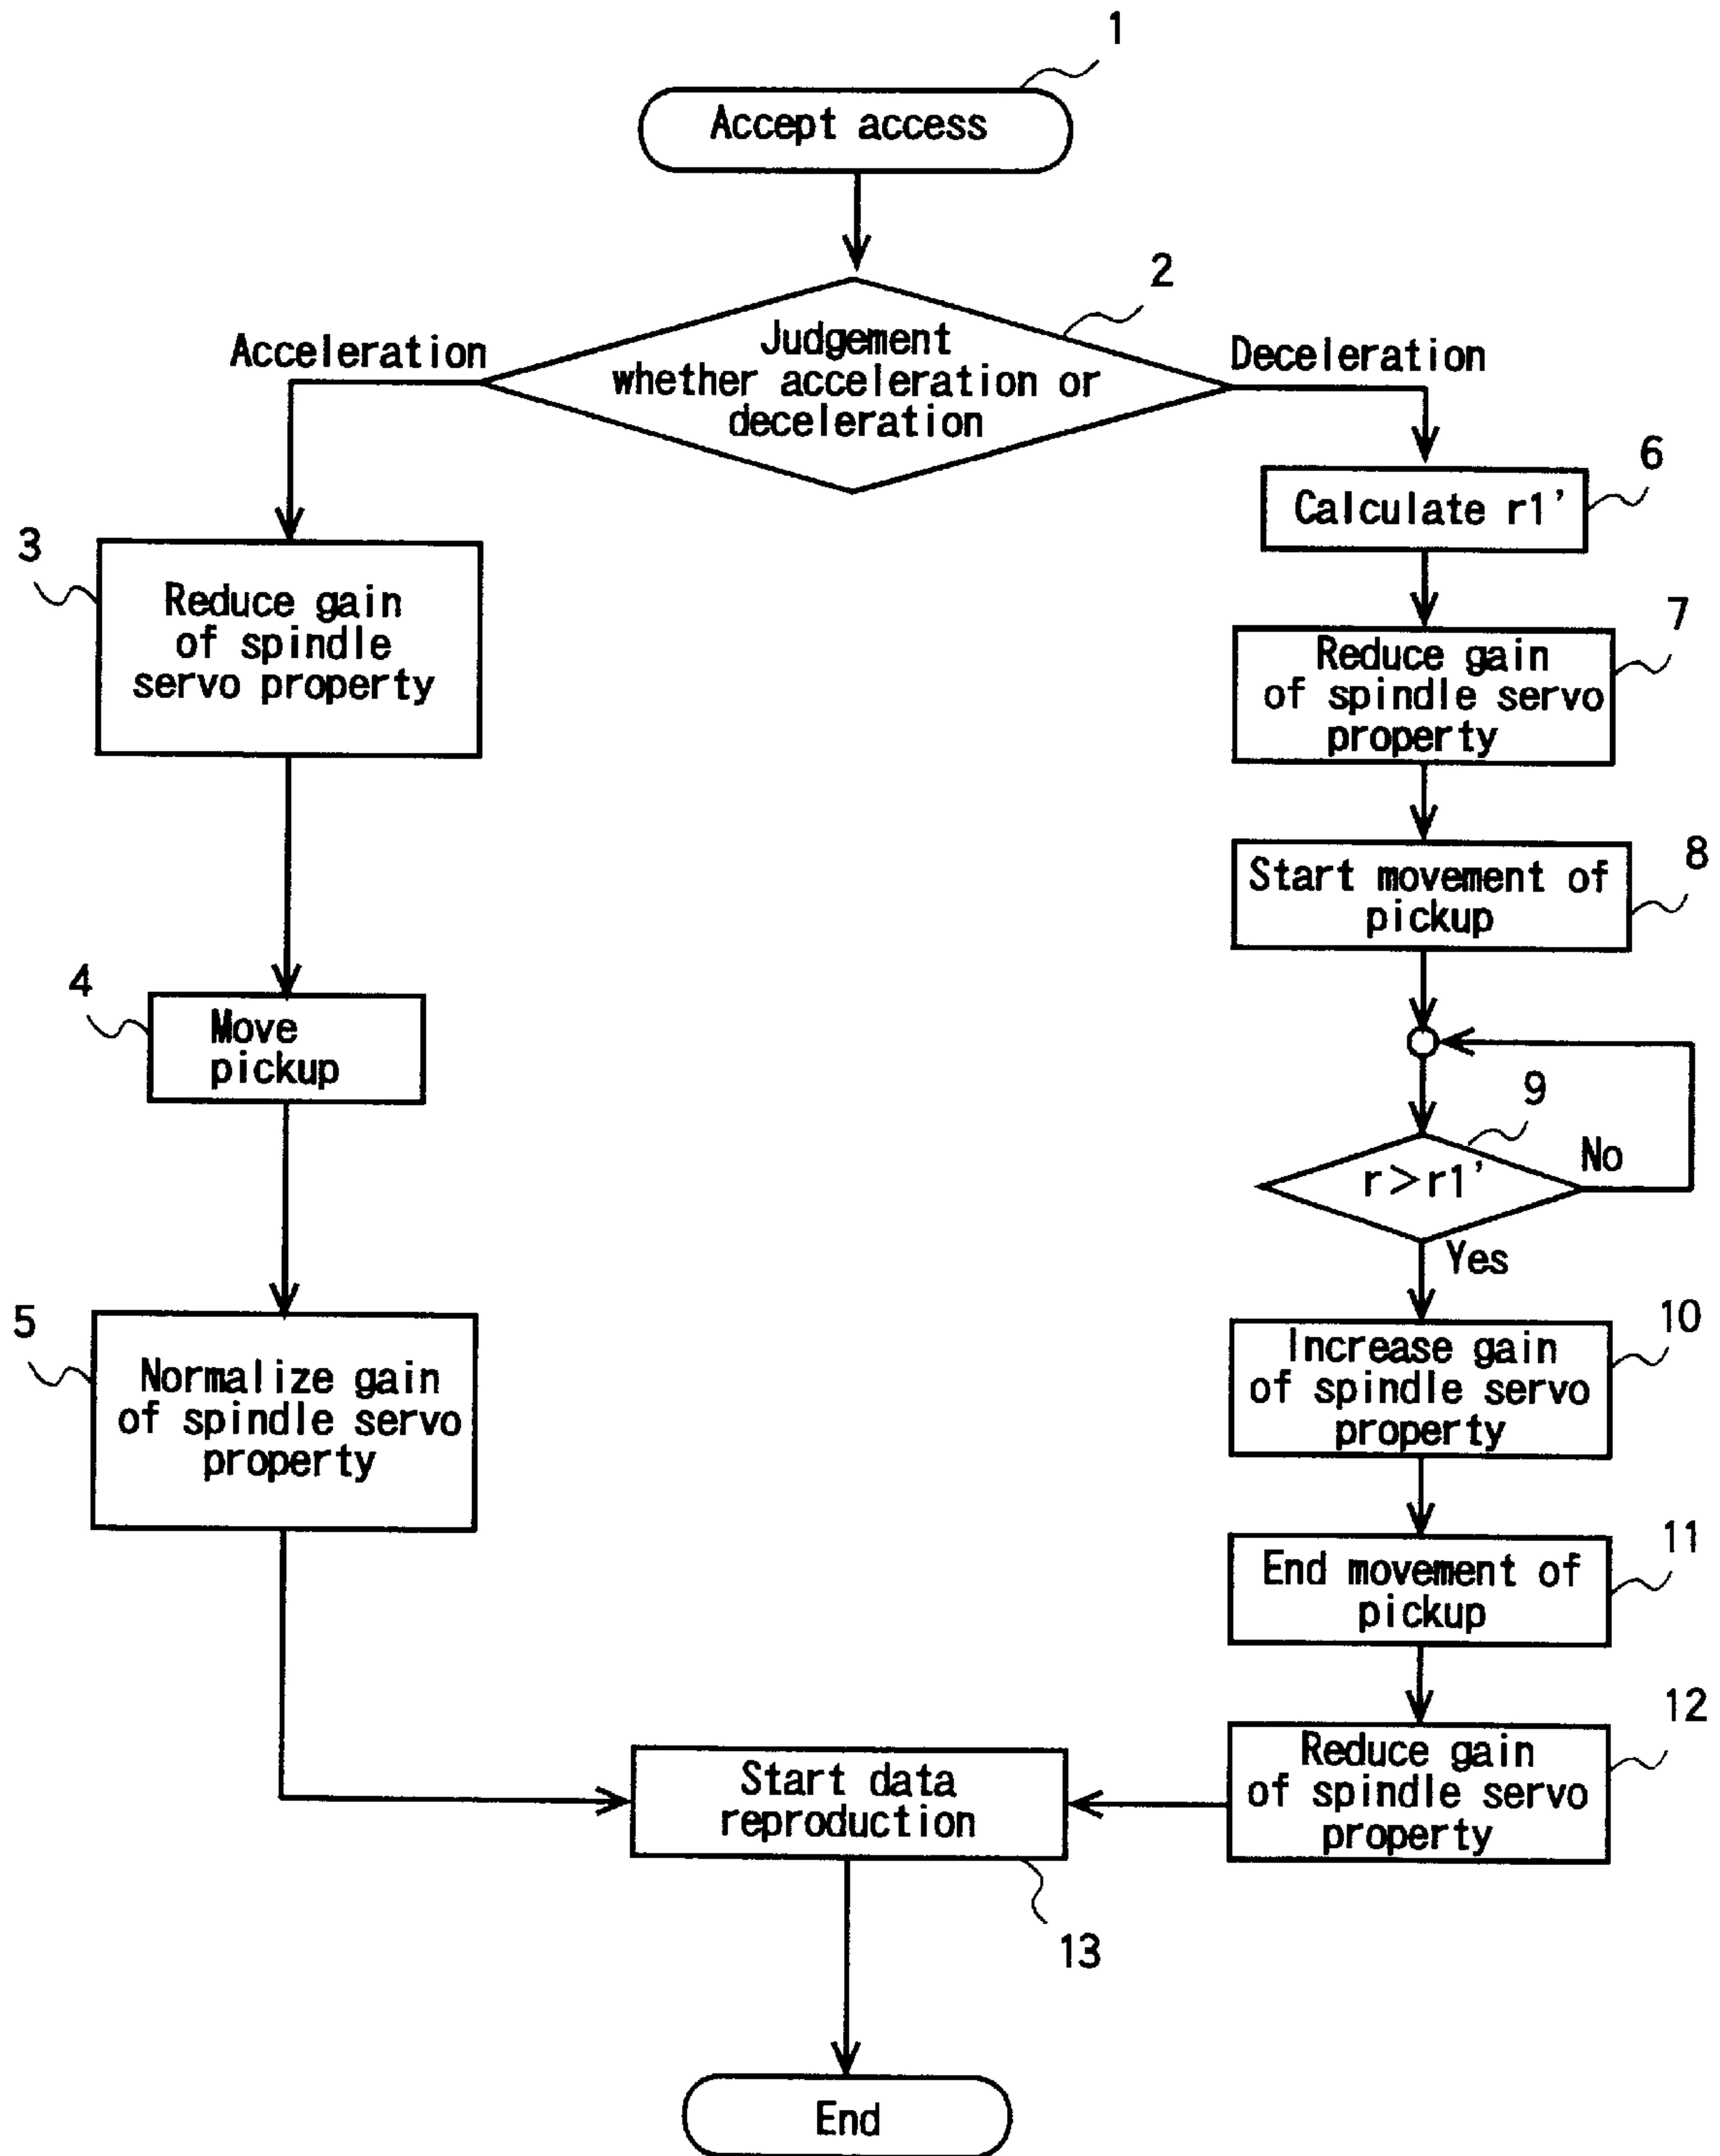 1
Accept access
2
Judgement
whether acceleration or
deceleration
Acceleration
Deceleration
3
Reduce gain
of spindle
servo property
4
Move
pickup
5
Normalize gain
of spindle servo
property
6
Calculate r1'
7
Reduce gain
of spindle servo
property
8
Start movement of
pickup
9
r>r1'
No
Yes
10
Increase gain
of spindle servo
property
11
End movement of
pickup
12
Reduce gain
of spindle servo
property
Start data
reproduction
13
End